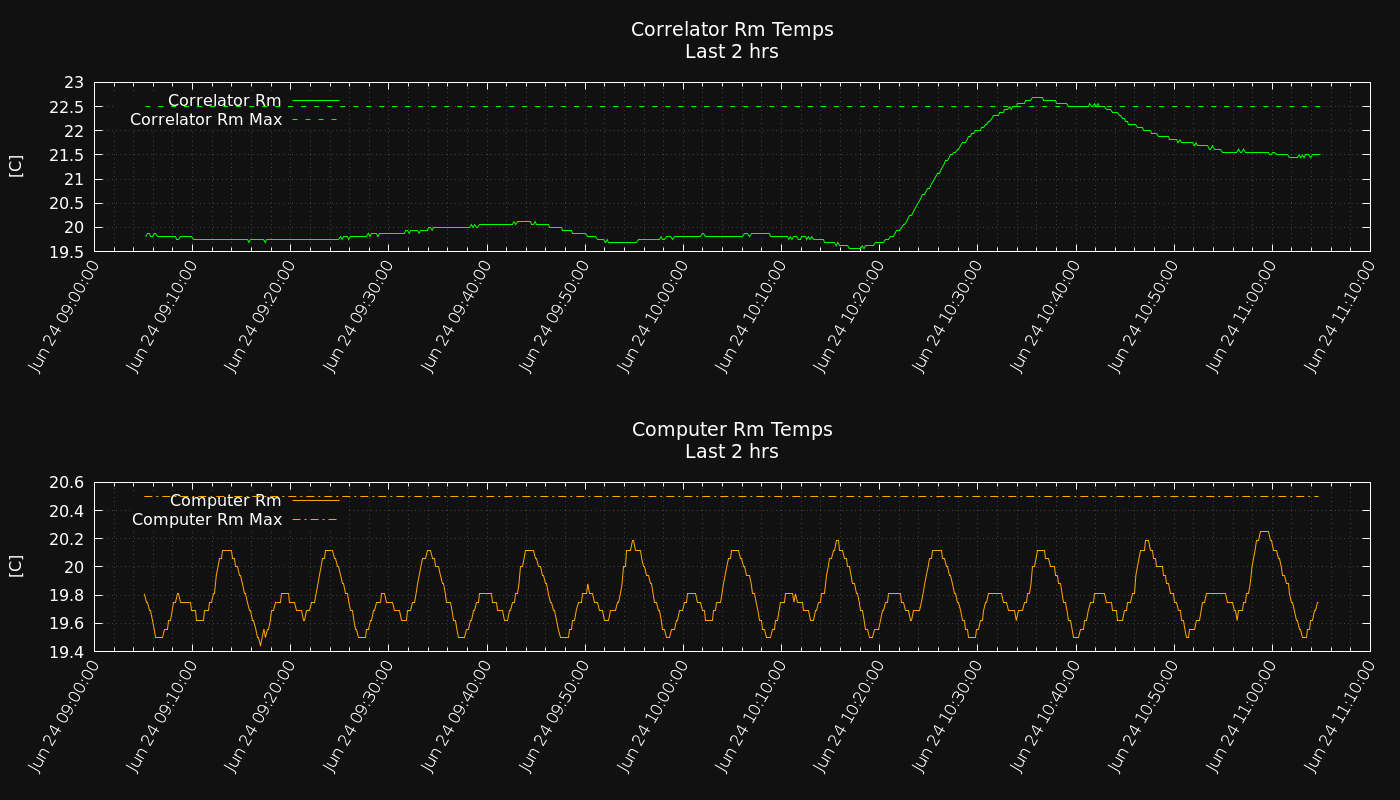 Correlator Rm Temps
Last 2 hrs
23
22.5
22
21.5
21
20.5
20
19.5
[C]
Correlator Rm
Correlator Rm Max
Jun 24 09:00:00
Jun 24 09:10:00
Jun 24 09:20:00
Jun 24 09:30:00
Jun 24 09:40:00
Jun 24 09:50:00
Jun 24 10:00:00
Jun 24 10:10:00
Jun 24 10:20:00
Jun 24 10:30:00
Jun 24 10:40:00
Jun 24 10:50:00
Jun 24 11:00:00
Jun 24 11:10:00
Computer Rm Temps
Last 2 hrs
20.6
20.4
20.2
20
19.8
19.6
19.4
[C]
Computer Rm
Computer Rm Max
Jun 24 09:00:00
Jun 24 09:10:00
Jun 24 09:20:00
Jun 24 09:30:00
Jun 24 09:40:00
Jun 24 09:50:00
Jun 24 10:00:00
Jun 24 10:10:00
Jun 24 10:20:00
Jun 24 10:30:00
Jun 24 10:40:00
Jun 24 10:50:00
Jun 24 11:00:00
Jun 24 11:10:00